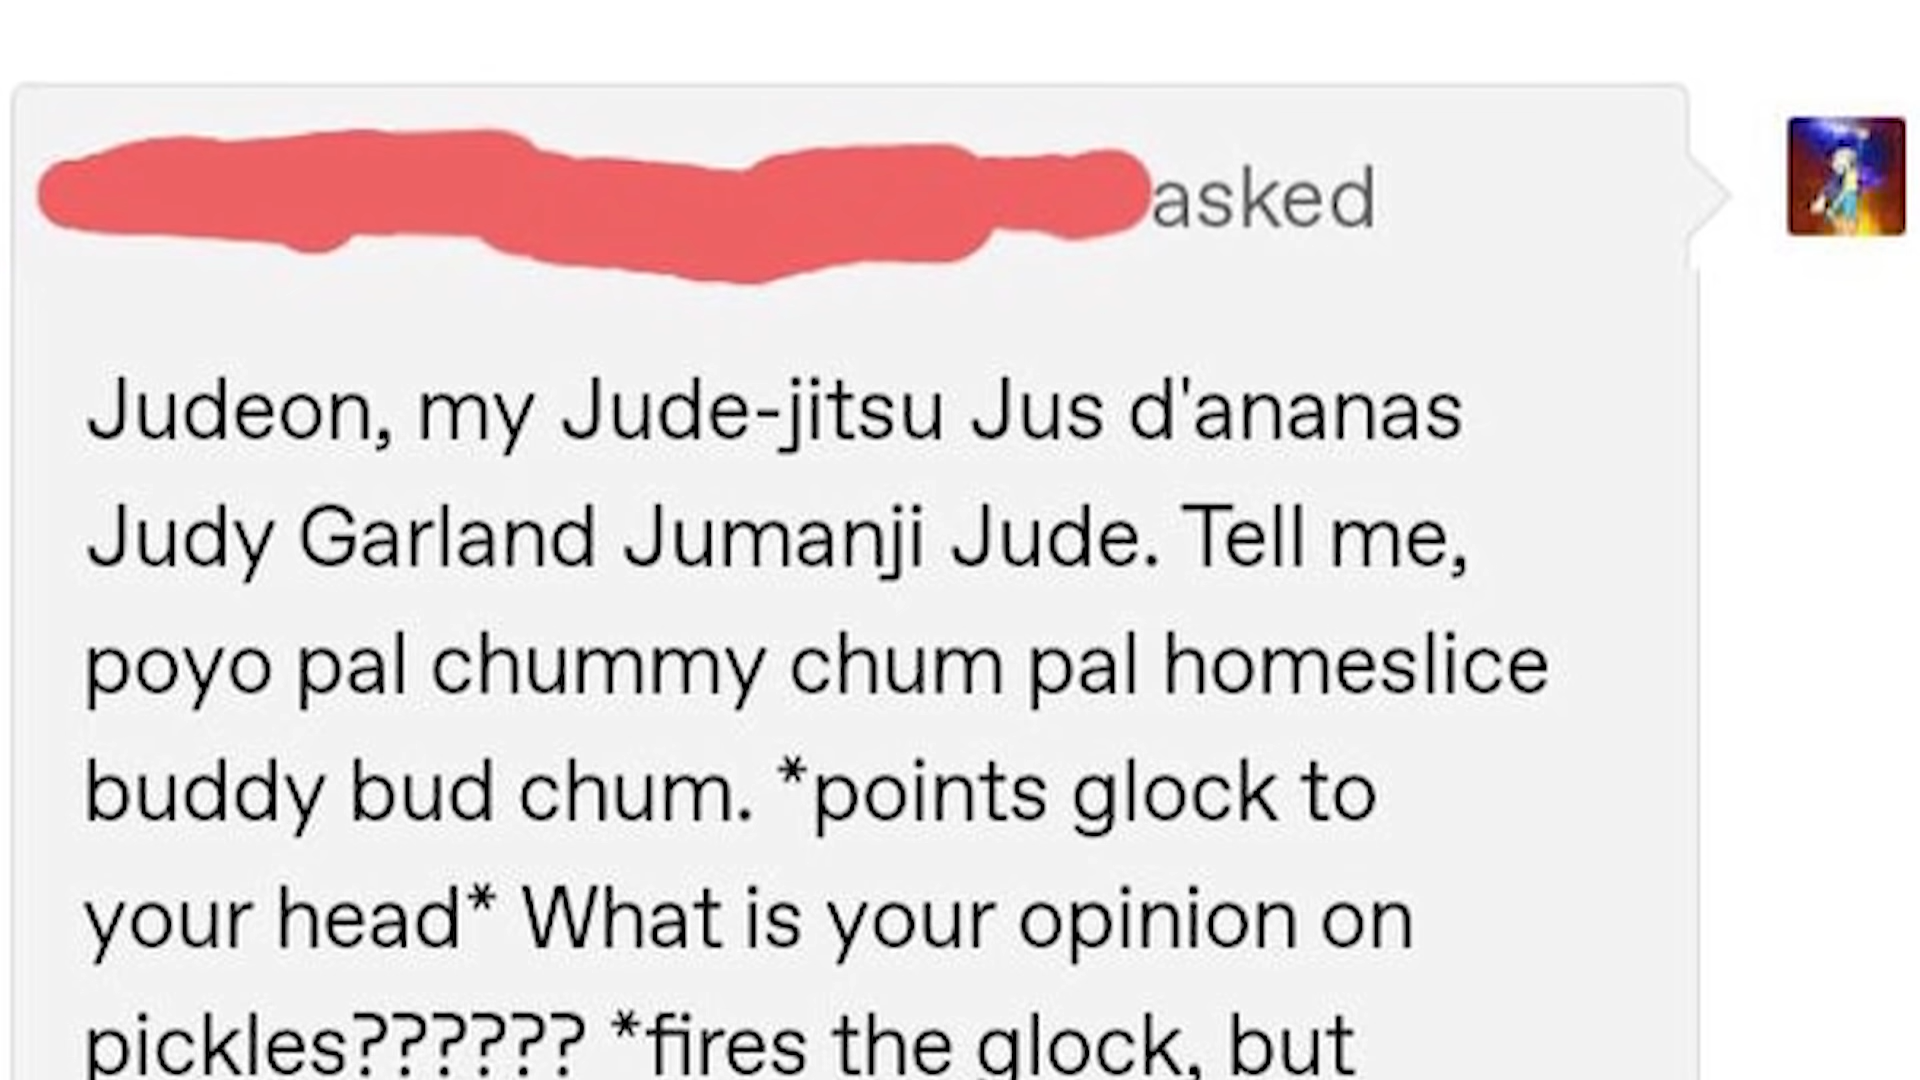 asked
Judeon, my Jude-jitsu Jus d'ananas
Judy Garland Jumanji Jude. Tell me,
poyo pal chummy chum pal homeslice
buddy bud chum. *points glock to
your head* What is your opinion on
pickles?????? *fires the glock, but